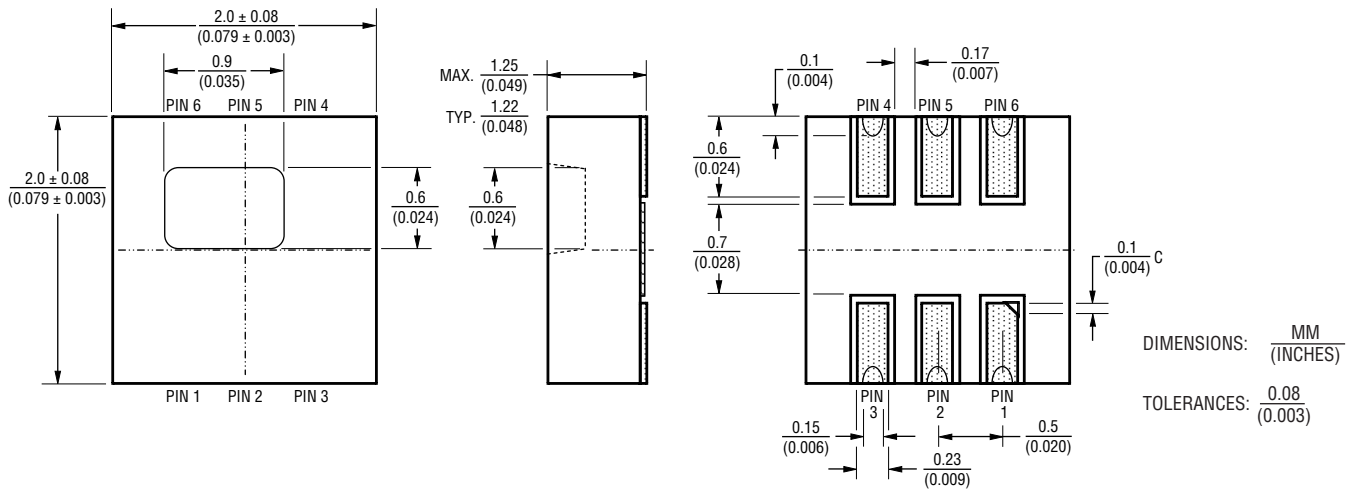 2.0 ± 0.08
(0.079 ± 0.003)
0.9
(0.035)
PIN 6 PIN 5 PIN 4
2.0 ± 0.08
(0.079 ± 0.003)
0.6
(0.024)
PIN 1 PIN 2 PIN 3
MAX. 1.25
(0.049)
TYP. 1.22
(0.048)
0.6
(0.024)
0.1
(0.004)
0.17
(0.007)
PIN 4 PIN 5 PIN 6
0.6
(0.024)
0.7
(0.028)
0.1
(0.004) C
PIN
3
PIN
2
PIN
1
0.15
(0.006)
0.5
(0.020)
0.23
(0.009)
DIMENSIONS: MM
(INCHES)
TOLERANCES: 0.08
(0.003)